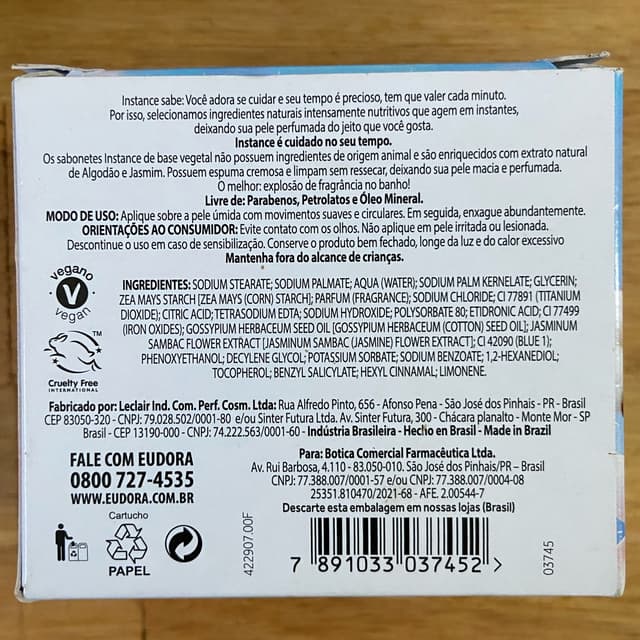 Instance sabe: Você adora se cuidar e seu tempo é precioso, tem que valer cada minuto.
Por isso, selecionamos ingredientes naturais intensamente nutritivos que agem em instantes,
deixando sua pele perfumada do jeito que você gosta.
Instance é cuidado no seu tempo.
Os sabonetes Instance de base vegetal não possuem ingredientes de origem animal e são enriquecidos com extrato natural
de Algodão e Jasmim. Possuem espuma cremosa e limpam sem ressecar, deixando sua pele macia e perfumada.
O melhor: explosão de fragrância no banho!
Livre de: Parabenos, Petrolatos e Óleo Mineral.
MODO DE USO: Aplique sobre a pele úmida com movimentos suaves e circulares. Em seguida, enxague abundantemente.
ORIENTAÇÕES AO CONSUMIDOR: Evite contato com os olhos. Não aplique em pele irritada ou lesionada.
Descontinue o uso em caso de sensibilização. Conserve o produto bem fechado, longe da luz e do calor excessivo
Mantenha fora do alcance de crianças.
vegano
V
vegan
TM
Cruelty Free
INTERNATIONAL
INGREDIENTES: SODIUM STEARATE; SODIUM PALMATE; AQUA (WATER); SODIUM PALM KERNELATE; GLYCERIN;
ZEA MAYS STARCH [ZEA MAYS (CORN) STARCH]; PARFUM (FRAGRANCE); SODIUM CHLORIDE; CI 77891 (TITANIUM
DIOXIDE); CITRIC ACID; TETRASODIUM EDTA; SODIUM HYDROXIDE; POLYSORBATE 80; ETIDRONIC ACID; CI 77499
(IRON OXIDES); GOSSYPIUM HERBACEUM SEED OIL [GOSSYPIUM HERBACEUM (COTTON) SEED OIL]; JASMINUM
SAMBAC FLOWER EXTRACT [JASMINUM SAMBAC (JASMINE) FLOWER EXTRACT]; CI 42090 (BLUE 1);
PHENOXYETHANOL; DECYLENE GLYCOL; POTASSIUM SORBATE; SODIUM BENZOATE; 1,2-HEXANEDIOL;
TOCOPHEROL; BENZYL SALICYLATE; HEXYL CINNAMAL; LIMONENE.
Fabricado por: Leclair Ind. Com. Perf. Cosm. Ltda: Rua Alfredo Pinto, 656 - Afonso Pena - São José dos Pinhais - PR - Brasil
CEP 83050-320 - CNPJ: 79.028.502/0001-80 e/ou Sinter Futura Ltda. Av. Sinter Futura, 300 - Chácara planalto - Monte Mor - SP
Brasil - CEP 13190-000 - CNPJ: 74.222.563/0001-60 - Indústria Brasileira - Hecho en Brasil - Made in Brazil
FALE COM EUDORA
0800 727-4535
WWW.EUDORA.COM.BR
Para: Botica Comercial Farmacêutica Ltda.
Av. Rui Barbosa, 4.110 - 83.050-010. São José dos Pinhais/PR – Brasil
CNPJ: 77.388.007/0001-57 e/ou CNPJ: 77.388.007/0004-08
25351.810470/2021-68 - AFE. 2.00544-7
Descarte esta embalagem em nossas lojas (Brasil)
Cartucho
PAPEL
422907.00F
7 891033 037452 >
03745